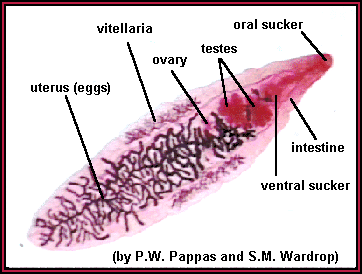 oral sucker
vitellaria
testes
ovary
uterus (eggs)
intestine
ventral sucker
(by P.W. Pappas and S.M. Wardrop)